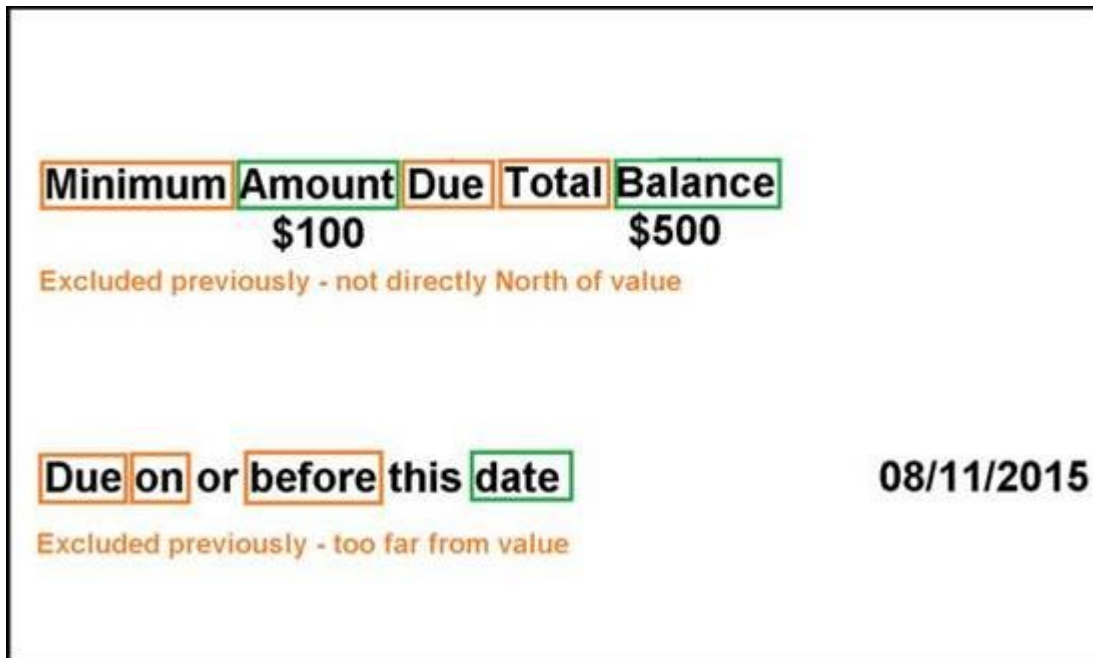 Minimum Amount Due Total Balance
$100 $500
Excluded previously - not directly North of value
Due on or before this date 08/11/2015
Excluded previously - too far from value